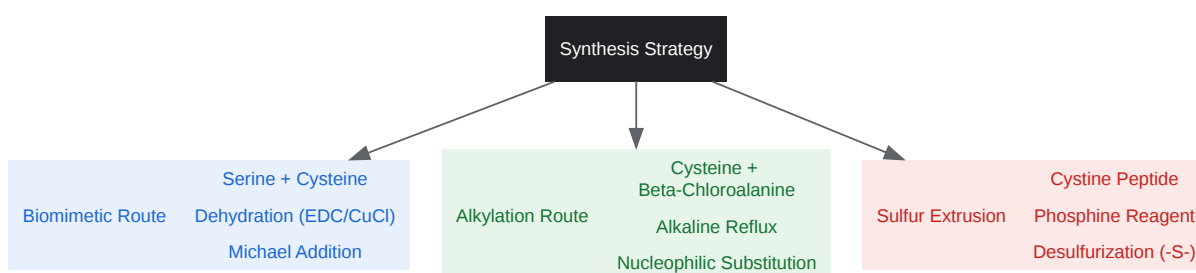 Synthesis Strategy
Biomimetic Route
Serine + Cysteine
Dehydration (EDC/CuCl)
Michael Addition
Alkylation Route
Cysteine +
Beta-Chloroalanine
Alkaline Reflux
Nucleophilic Substitution
Sulfur Extrusion
Cystine Peptide
Phosphine Reagent
Desulfurization (-S-)